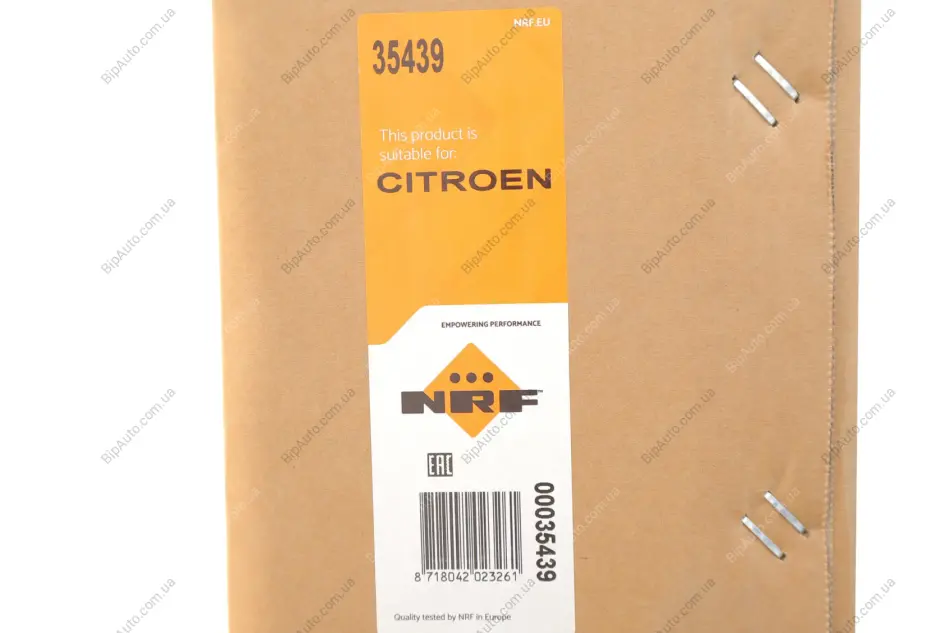 NRF.EU
35439
This product is
suitable for:
CITROEN
EMPOWERING PERFORMANCE
NRF
EAC
00035439
8 718042 023261
Quality tested by NRF in Europe
BipAuto.com.ua